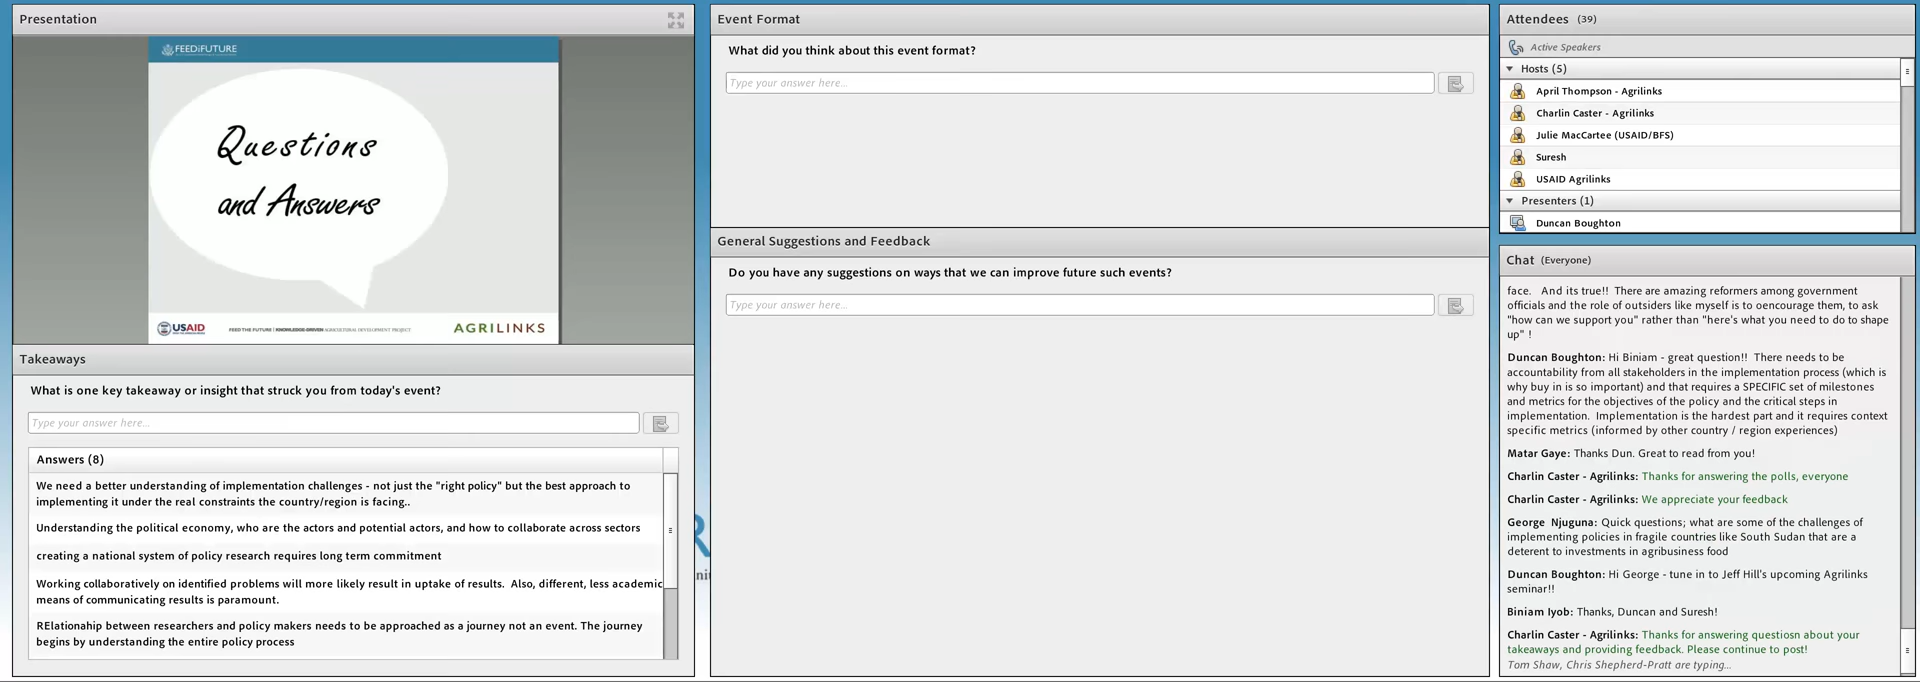 Presentation
FEED THE FUTURE
Questions
and Answers
USAID
FEED THE FUTURE | KNOWLEDGE-DRIVEN AGRICULTURAL DEVELOPMENT PROJECT
AGRILINKS
Takeaways
What is one key takeaway or insight that struck you from today's event?
Type your answer here...
Answers (8)
We need a better understanding of implementation challenges - not just the "right policy" but the best approach to
implementing it under the real constraints the country/region is facing..
Understanding the political economy, who are the actors and potential actors, and how to collaborate across sectors
creating a national system of policy research requires long term commitment
Working collaboratively on identified problems will more likely result in uptake of results.  Also, different, less academic
means of communicating results is paramount.
RElationahip between researchers and policy makers needs to be approached as a journey not an event. The journey
begins by understanding the entire policy process
Event Format
What did you think about this event format?
Type your answer here...
General Suggestions and Feedback
Do you have any suggestions on ways that we can improve future such events?
Type your answer here...
Attendees (39)
Active Speakers
Hosts (5)
April Thompson - Agrilinks
Charlin Caster - Agrilinks
Julie MacCartee (USAID/BFS)
Suresh
USAID Agrilinks
Presenters (1)
Duncan Boughton
Chat (Everyone)
face.   And its true!!  There are amazing reformers among government
officials and the role of outsiders like myself is to oencourage them, to ask
"how can we support you" rather than "here's what you need to do to shape
up" !
Duncan Boughton: Hi Biniam - great question!!  There needs to be
accountability from all stakeholders in the implementation process (which is
why buy in is so important) and that requires a SPECIFIC set of milestones
and metrics for the objectives of the policy and the critical steps in
implementation.  Implementation is the hardest part and it requires context
specific metrics (informed by other country / region experiences)
Matar Gaye: Thanks Dun. Great to read from you!
Charlin Caster - Agrilinks: Thanks for answering the polls, everyone
Charlin Caster - Agrilinks: We appreciate your feedback
George  Njuguna: Quick questions; what are some of the challenges of
implementing policies in fragile countries like South Sudan that are a
deterent to investments in agribusiness food
Duncan Boughton: Hi George - tune in to Jeff Hill's upcoming Agrilinks
seminar!!
Biniam Iyob: Thanks, Duncan and Suresh!
Charlin Caster - Agrilinks: Thanks for answering questiosn about your
takeaways and providing feedback. Please continue to post!
Tom Shaw, Chris Shepherd-Pratt are typing...